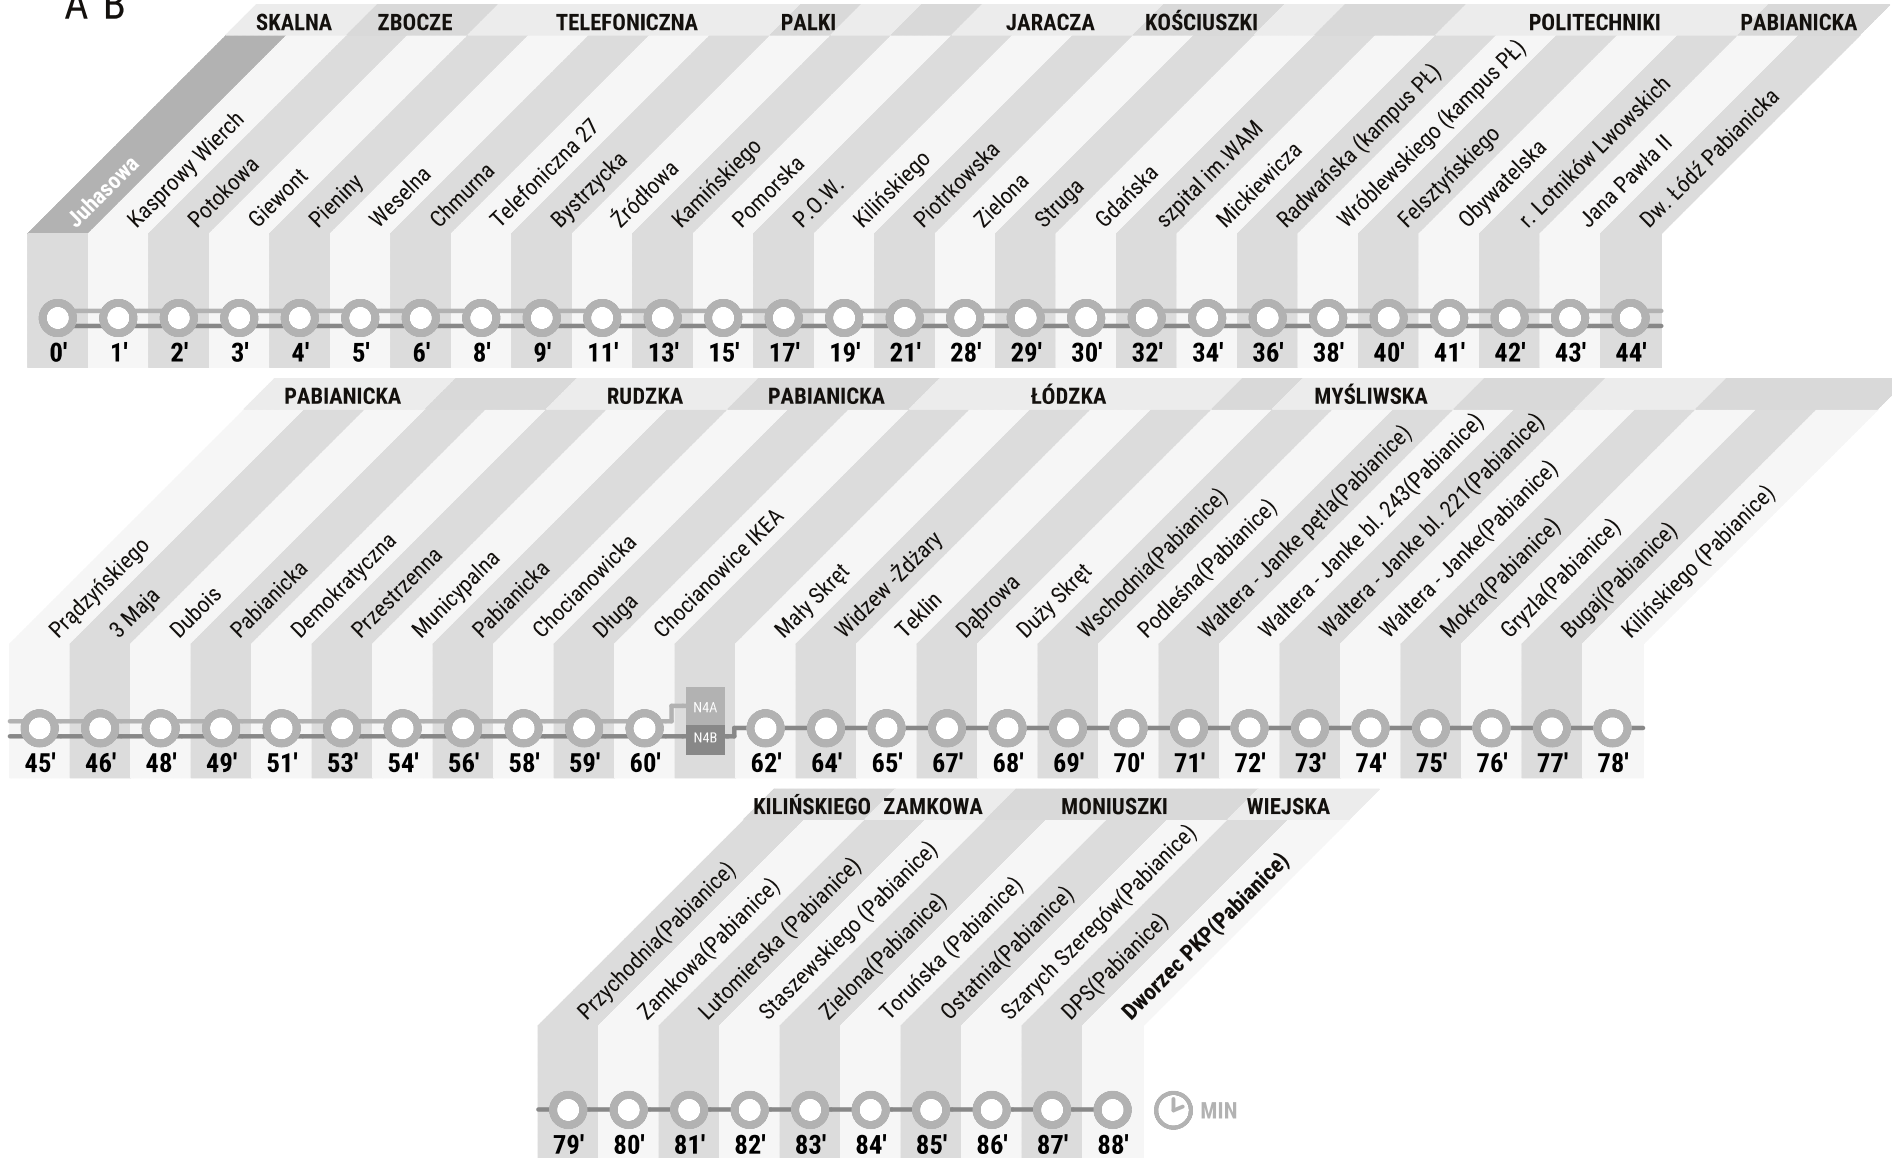 A B
SKALNA ZBOCZE TELEFONICZNA PALKI JARACZA KOŚCIUSZKI POLITECHNIKI PABIANICKA
Juhasowa
Kasprowy Wierch
Potokowa
Giewont
Pieniny
Weselna
Chmurna
Telefoniczna 27
Bystrzycka
Źródłowa
Kamińskiego
Pomorska
P.O.W.
Kilińskiego
Piotrkowska
Zielona
Struga
Gdańska
szpital im.WAM
Mickiewicza
Radwańska (kampus PŁ)
Wróblewskiego (kampus PŁ)
Felsztyńskiego
Obywatelska
r. Lotników Lwowskich
Jana Pawła II
Dw. Łódź Pabianicka
0' 1' 2' 3' 4' 5' 6' 8' 9' 11' 13' 15' 17' 19' 21' 28' 29' 30' 32' 34' 36' 38' 40' 41' 42' 43' 44'
PABIANICKA RUDZKA PABIANICKA ŁÓDZKA MYŚLIWSKA
Prądzyńskiego
3 Maja
Dubois
Pabianicka
Demokratyczna
Przestrzenna
Municypalna
Pabianicka
Chocianowicka
Długa
Chocianowice IKEA
Mały Skręt
Widzew -Żdżary
Teklin
Dąbrowa
Duży Skręt
Wschodnia(Pabianice)
Podleśna(Pabianice)
Waltera - Janke pętla(Pabianice)
Waltera - Janke bl. 243(Pabianice)
Waltera - Janke bl. 221(Pabianice)
Waltera - Janke(Pabianice)
Mokra(Pabianice)
Gryzla(Pabianice)
Bugaj(Pabianice)
Kilińskiego (Pabianice)
N4A
N4B
45' 46' 48' 49' 51' 53' 54' 56' 58' 59' 60' 62' 64' 65' 67' 68' 69' 70' 71' 72' 73' 74' 75' 76' 77' 78'
KILIŃSKIEGO ZAMKOWA MONIUSZKI WIEJSKA
Przychodnia(Pabianice)
Zamkowa(Pabianice)
Lutomierska (Pabianice)
Staszewskiego (Pabianice)
Zielona(Pabianice)
Toruńska (Pabianice)
Ostatnia(Pabianice)
Szarych Szeregów(Pabianice)
DPS(Pabianice)
Dworzec PKP(Pabianice)
MIN
79' 80' 81' 82' 83' 84' 85' 86' 87' 88'